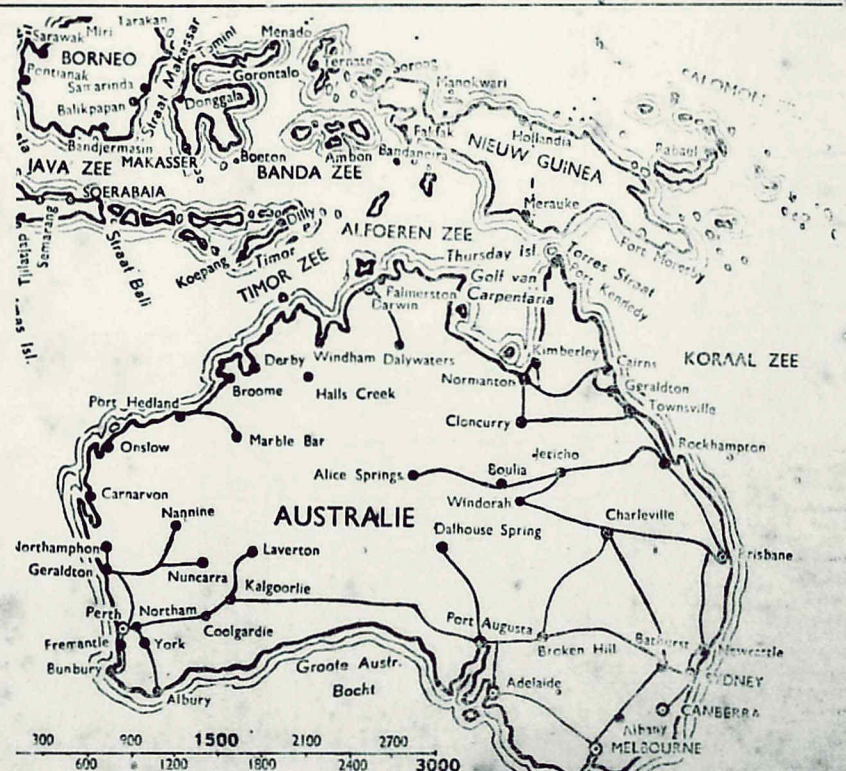 Tarakan
Sarawak Miri
BORNEO
Pontianak
Samarinda
Balikpapan
Bandjermasin
Straat Makassar
Tomini
Menado
Gorontalo
Donggala
Ternate
Sorong
Manokwari
SALOMON
JAVA ZEE
MAKASSER
Boeton
Ambon
Fakfak
Bandaneira
BANDA ZEE
Hollandia
NIEUW GUINEA
Rabaul
SOERABAIA
Semarang
Tjilatjap
Straat Bali
Dilly
Koepang
Timor
TIMOR ZEE
ALFOEREN ZEE
Merauke
Thursday Isl.
Torres Straat
Port Kennedy
Fort Moresby
Golf van
Carpentaria
Palmerston
Darwin
Derby
Windham
Dalywaters
Broome
Halls Creek
Kimberley
Normanton
Cairns
Geraldton
Townsville
KORAAL ZEE
Port Hedland
Onslow
Marble Bar
Cloncurry
Rockhampton
Jericho
Alice Springs
Boulia
Windorah
Carnarvon
Nannine
AUSTRALIE
Charleville
Dalhouse Spring
Northamphon
Geraldton
Nuncarra
Laverton
Brisbane
Kalgoorlie
Perth
Northam
Coolgardie
Port Augusta
Broken Hill
Bathurst
Newcastle
Fremantle
York
Bunbury
Albury
Groote Austr.
Bocht
Adelaide
SYDNEY
CANBERRA
Albany
MELBOURNE
300 900 1500 2100 2700
600 1200 1800 2400 3000